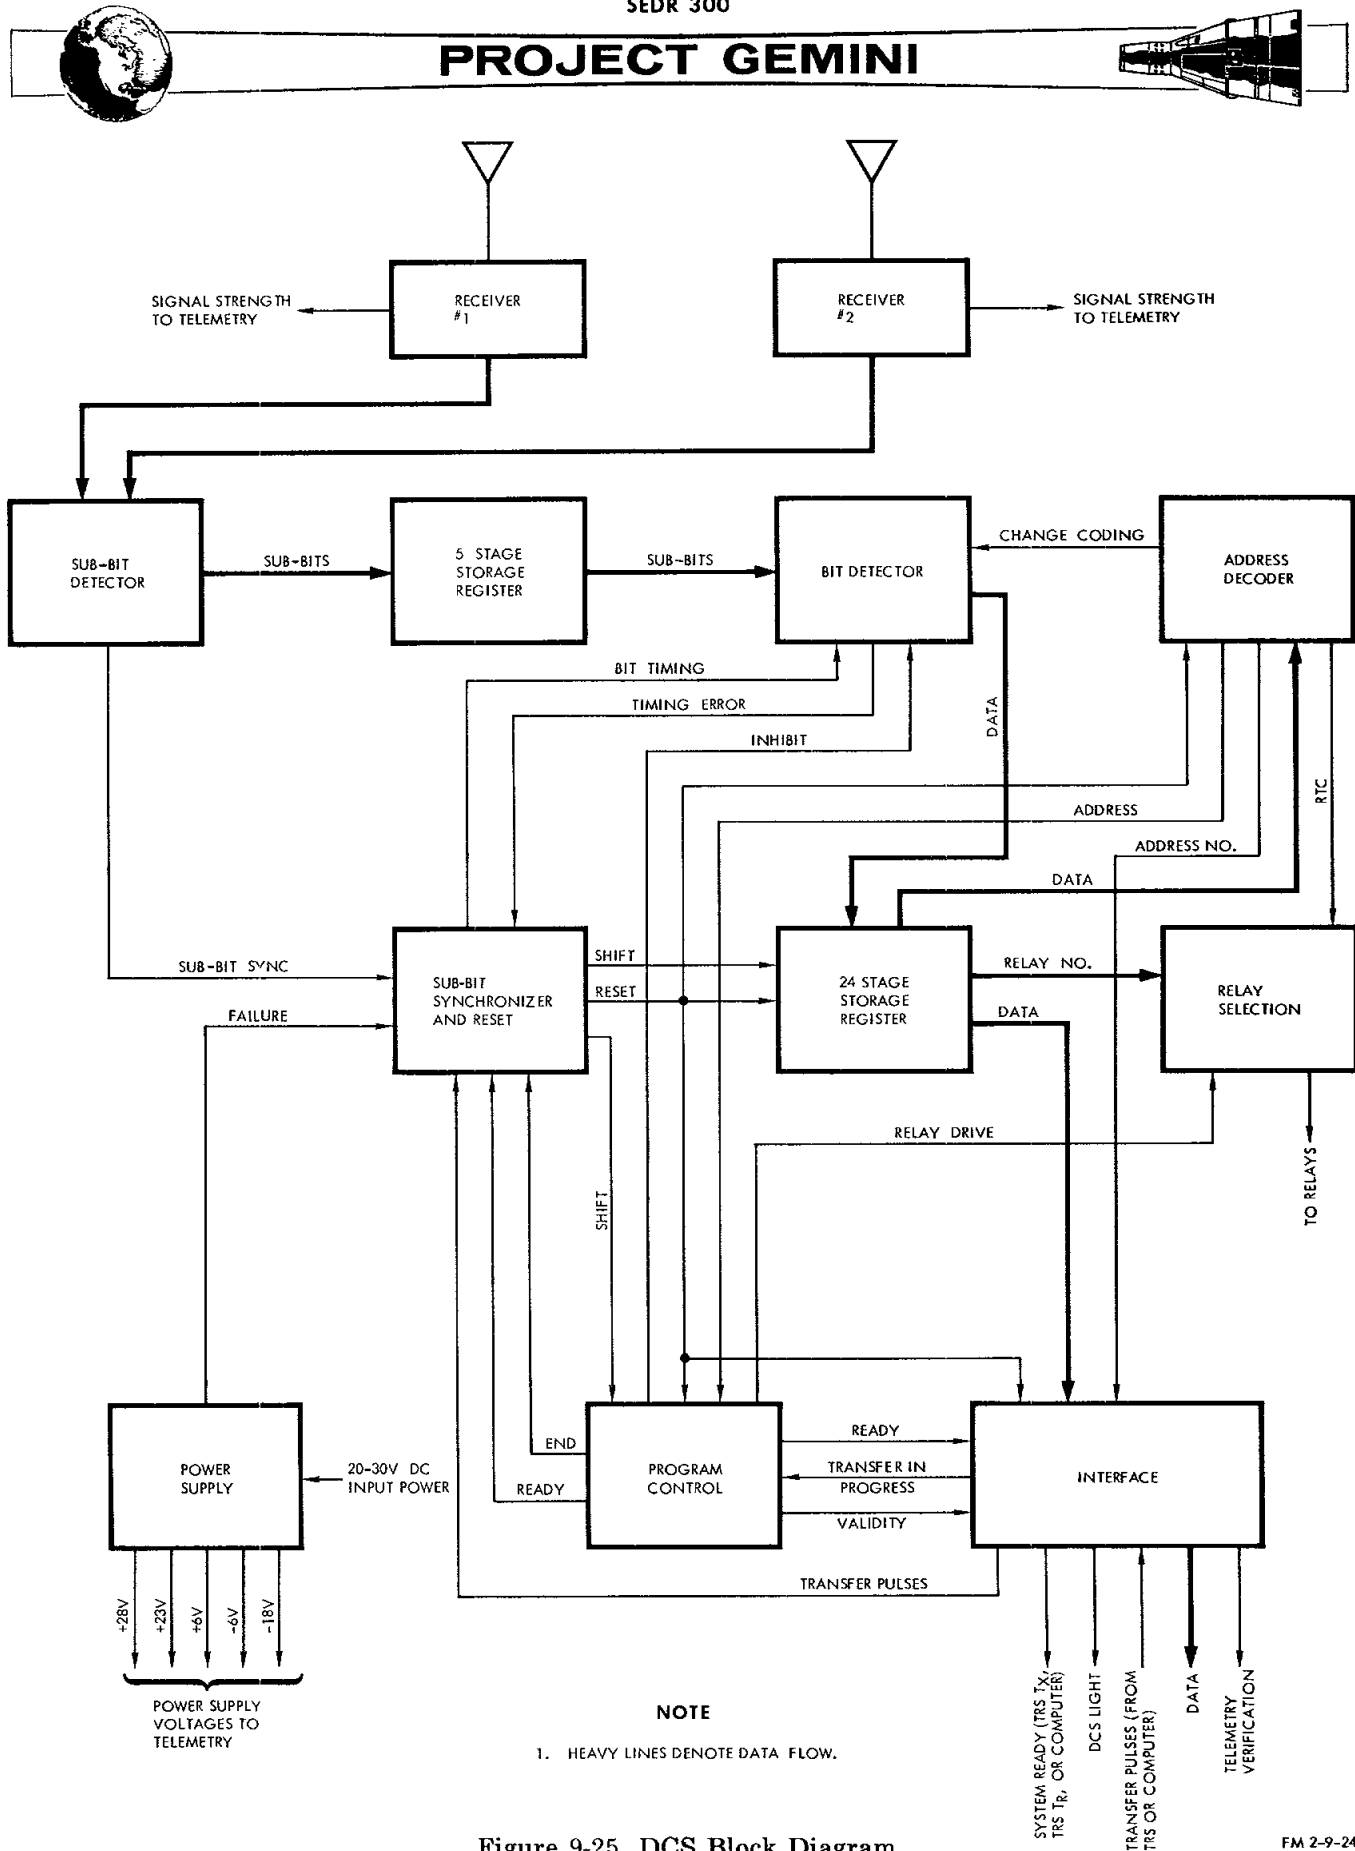 SEDR 300
PROJECT GEMINI
SIGNAL STRENGTH
TO TELEMETRY
RECEIVER
#1
RECEIVER
#2
SIGNAL STRENGTH
TO TELEMETRY
SUB-BIT
DETECTOR
SUB-BITS
5 STAGE
STORAGE
REGISTER
SUB-BITS
BIT DETECTOR
CHANGE CODING
ADDRESS
DECODER
BIT TIMING
TIMING ERROR
INHIBIT
DATA
ADDRESS
ADDRESS NO.
RTC
DATA
SUB-BIT SYNC
FAILURE
SUB-BIT
SYNCHRONIZER
AND RESET
SHIFT
RESET
24 STAGE
STORAGE
REGISTER
RELAY NO.
DATA
RELAY
SELECTION
RELAY DRIVE
SHIFT
TO RELAYS
POWER
SUPPLY
20-30V DC
INPUT POWER
END
READY
PROGRAM
CONTROL
READY
TRANSFER IN
PROGRESS
VALIDITY
INTERFACE
TRANSFER PULSES
+28V
+23V
+6V
-6V
-18V
POWER SUPPLY
VOLTAGES TO
TELEMETRY
SYSTEM READY (TRS TX,
TRS TR, OR COMPUTER)
DCS LIGHT
TRANSFER PULSES (FROM
TRS OR COMPUTER)
DATA
TELEMETRY
VERIFICATION
NOTE
1. HEAVY LINES DENOTE DATA FLOW.
Figure 9-25 DCS Block Diagram
FM 2-9-24